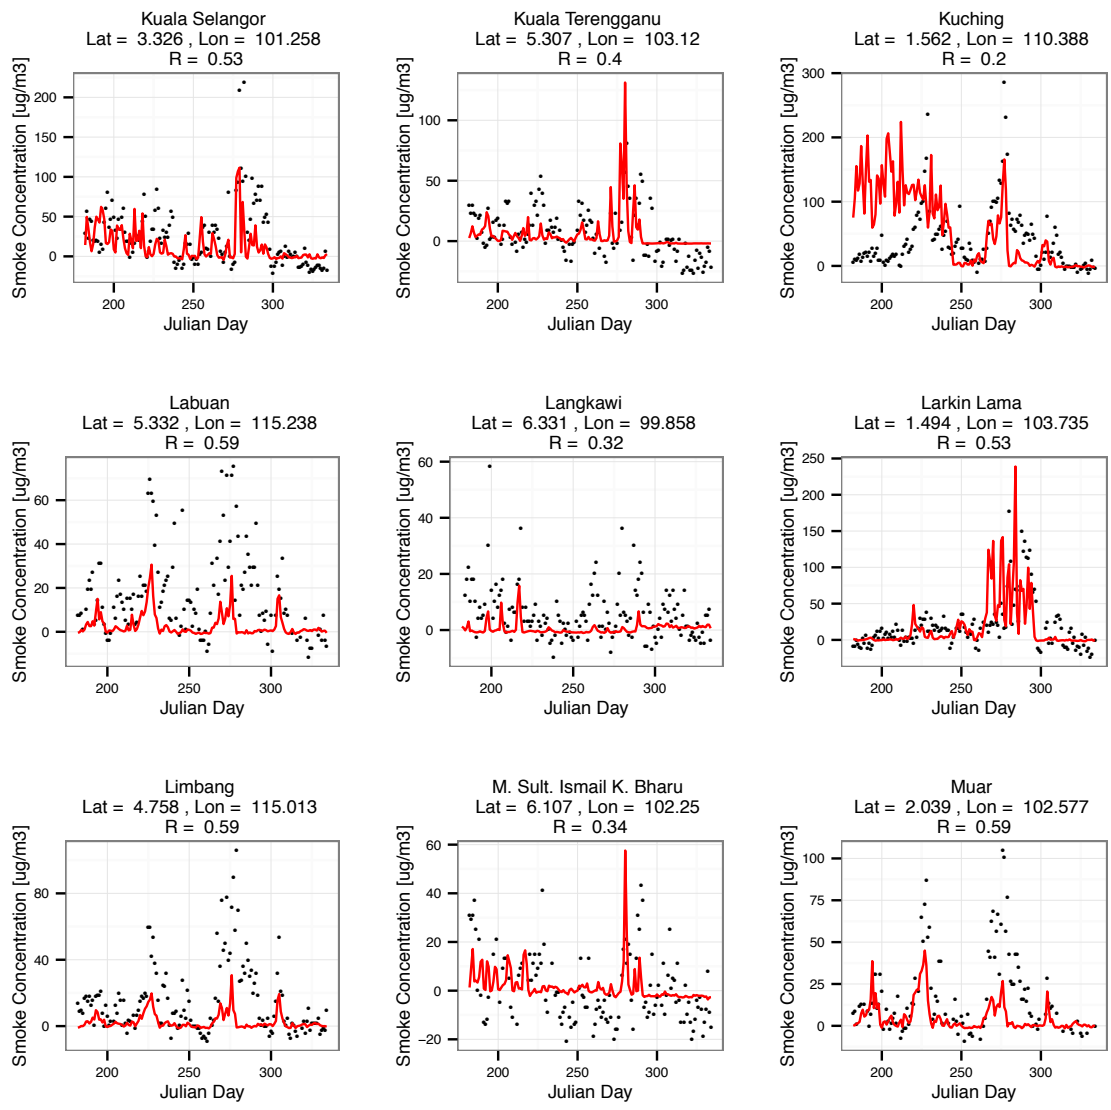 Kuala Selangor
Lat = 3.326 , Lon = 101.258
R = 0.53
Smoke Concentration [ug/m3]
200
150
100
50
0
200 250 300
Julian Day
Kuala Terengganu
Lat = 5.307 , Lon = 103.12
R = 0.4
Smoke Concentration [ug/m3]
100
50
0
200 250 300
Julian Day
Kuching
Lat = 1.562 , Lon = 110.388
R = 0.2
Smoke Concentration [ug/m3]
300
200
100
0
200 250 300
Julian Day
Labuan
Lat = 5.332 , Lon = 115.238
R = 0.59
Smoke Concentration [ug/m3]
60
40
20
0
200 250 300
Julian Day
Langkawi
Lat = 6.331 , Lon = 99.858
R = 0.32
Smoke Concentration [ug/m3]
60
40
20
0
200 250 300
Julian Day
Larkin Lama
Lat = 1.494 , Lon = 103.735
R = 0.53
Smoke Concentration [ug/m3]
250
200
150
100
50
0
200 250 300
Julian Day
Limbang
Lat = 4.758 , Lon = 115.013
R = 0.59
Smoke Concentration [ug/m3]
80
40
0
200 250 300
Julian Day
M. Sult. Ismail K. Bharu
Lat = 6.107 , Lon = 102.25
R = 0.34
Smoke Concentration [ug/m3]
60
40
20
0
−20
200 250 300
Julian Day
Muar
Lat = 2.039 , Lon = 102.577
R = 0.59
Smoke Concentration [ug/m3]
100
75
50
25
0
200 250 300
Julian Day